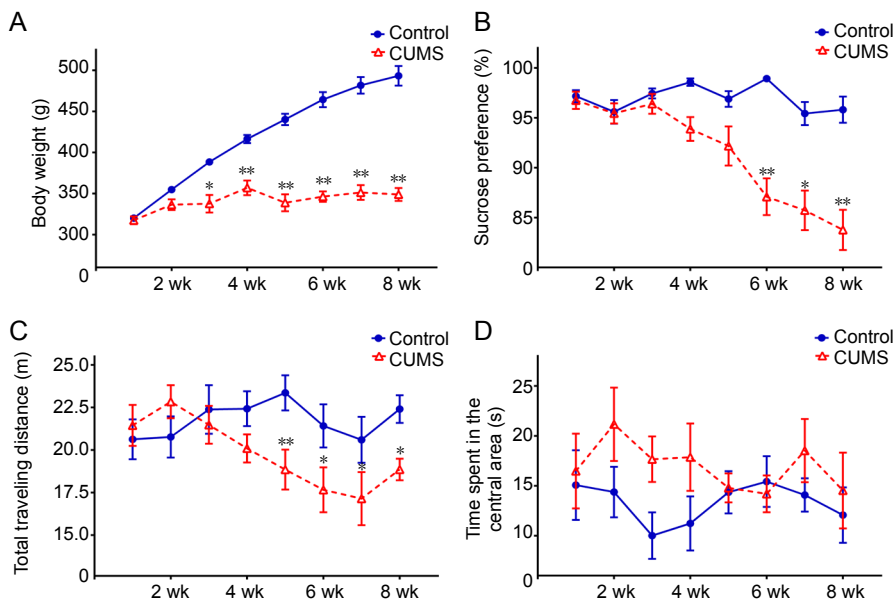 A
Control
CUMS
Body weight (g)
500
450
400
350
300
0
* ** ** ** ** **
2 wk 4 wk 6 wk 8 wk
B
Control
CUMS
Sucrose preference (%)
100
95
90
85
0
** * **
2 wk 4 wk 6 wk 8 wk
C
Control
CUMS
Total traveling distance (m)
25.0
22.5
20.0
17.5
15.0
0
** * * *
2 wk 4 wk 6 wk 8 wk
D
Control
CUMS
Time spent in the
central area (s)
25
20
15
10
0
2 wk 4 wk 6 wk 8 wk